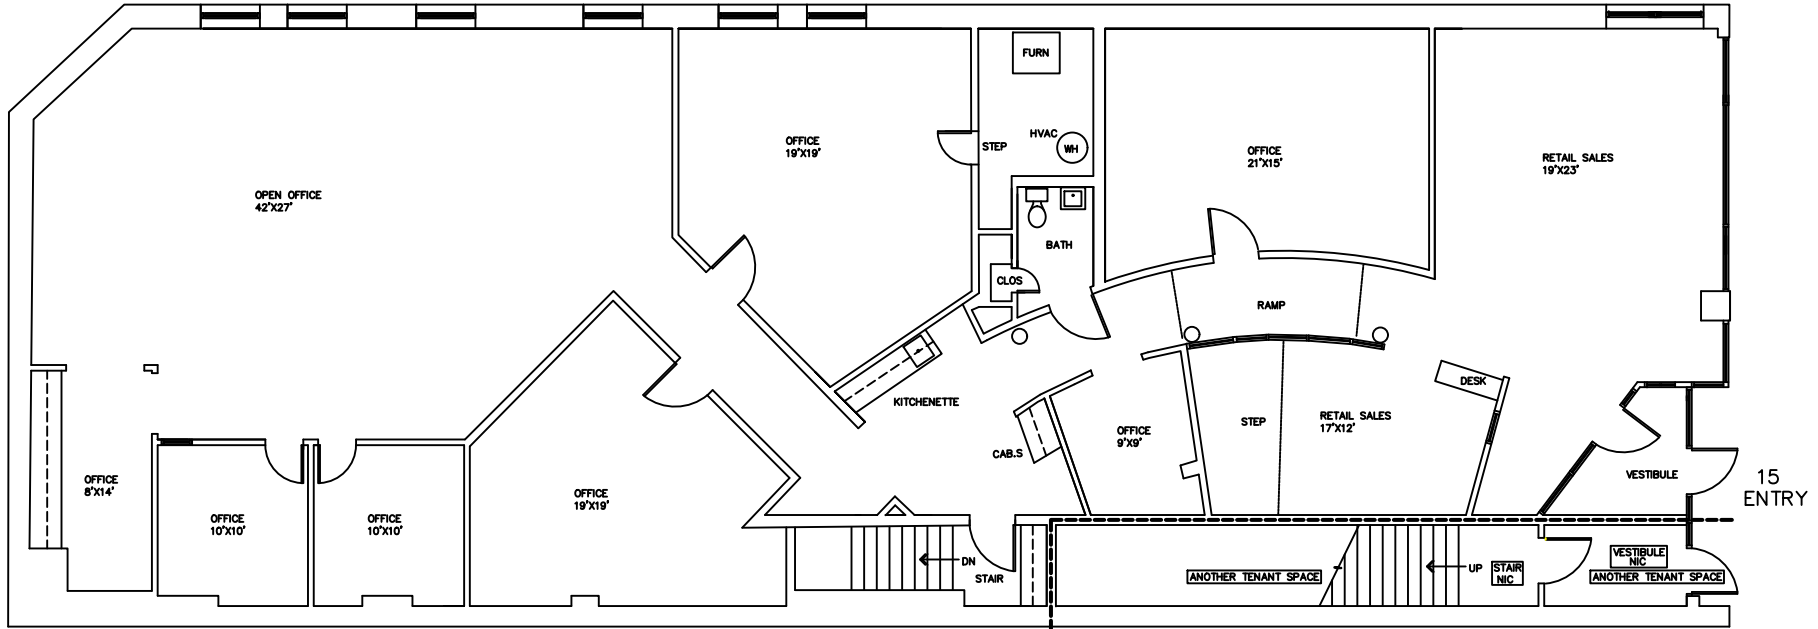 FURN
HVAC
WH
STEP
OFFICE
19'X19'
OFFICE
21'X15'
RETAIL SALES
19'X23'
OPEN OFFICE
42'X27'
BATH
CLOS
RAMP
KITCHENETTE
DESK
RETAIL SALES
17'X12'
STEP
OFFICE
9'X9'
CAB.S
VESTIBULE
15
ENTRY
OFFICE
8'X14'
OFFICE
10'X10'
OFFICE
10'X10'
OFFICE
19'X19'
DN
STAIR
UP
STAIR
NIC
VESTIBULE
NIC
ANOTHER TENANT SPACE
ANOTHER TENANT SPACE